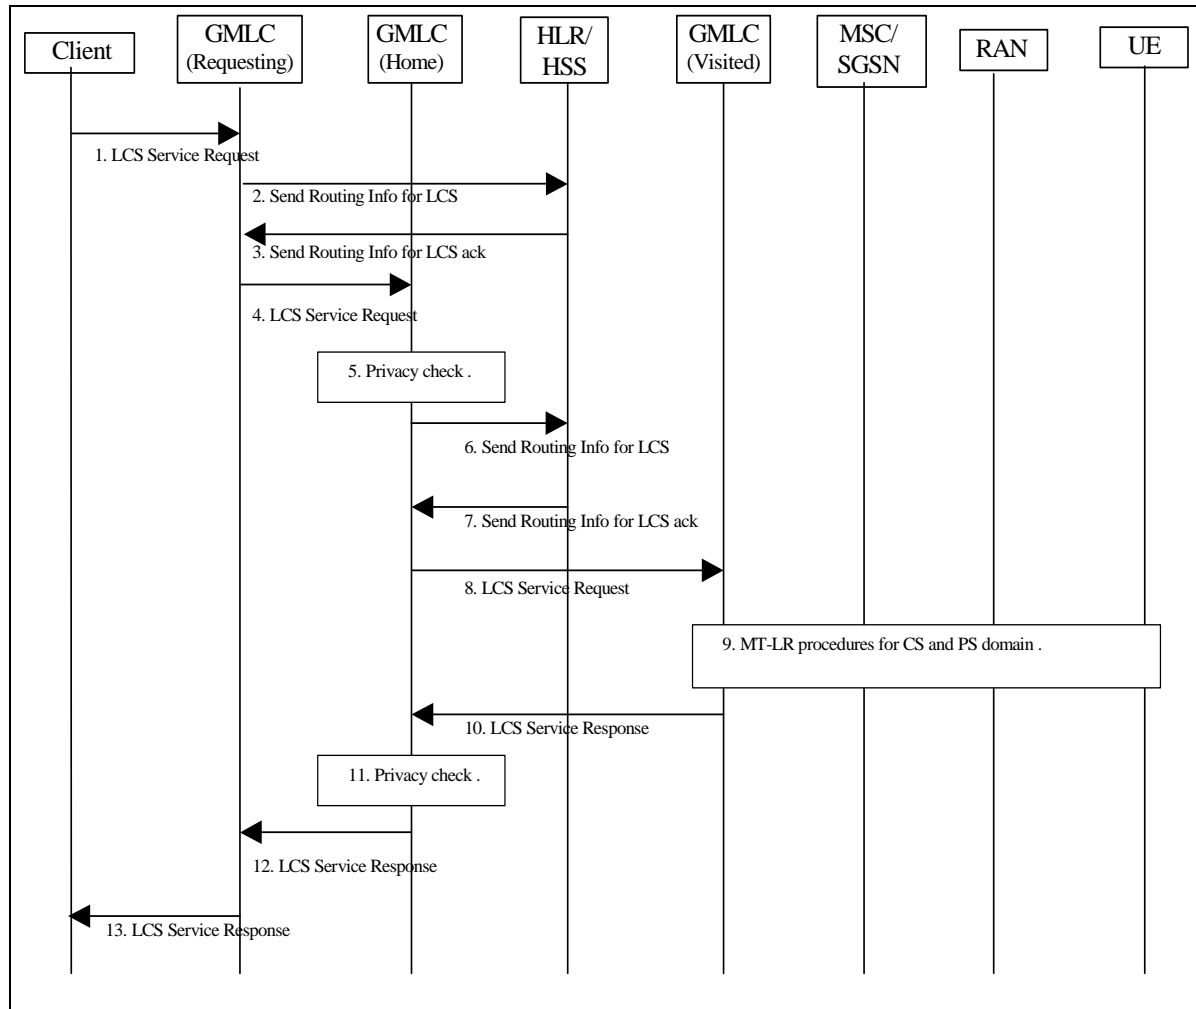 Client
GMLC
(Requesting)
GMLC
(Home)
HLR/
HSS
GMLC
(Visited)
MSC/
SGSN
RAN
UE
1. LCS Service Request
2. Send Routing Info for LCS
3. Send Routing Info for LCS ack
4. LCS Service Request
5. Privacy check .
6. Send Routing Info for LCS
7. Send Routing Info for LCS ack
8. LCS Service Request
9. MT-LR procedures for CS and PS domain .
10. LCS Service Response
11. Privacy check .
12. LCS Service Response
13. LCS Service Response